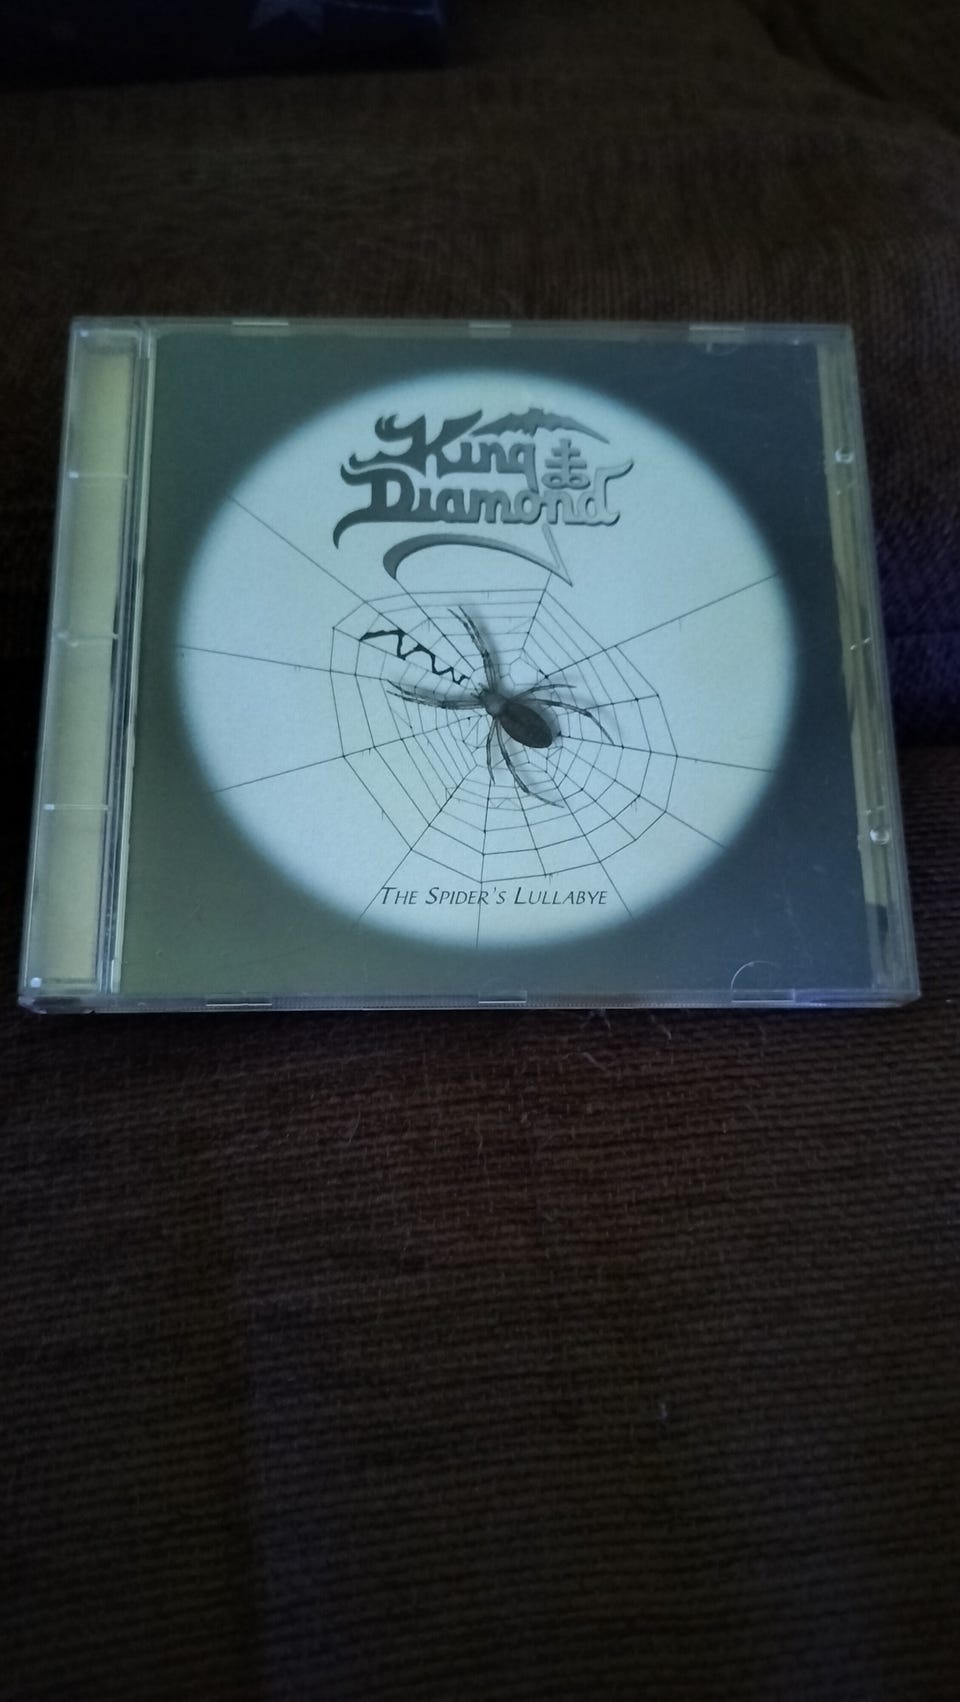 King
Diamond
THE SPIDER'S LULLABYE